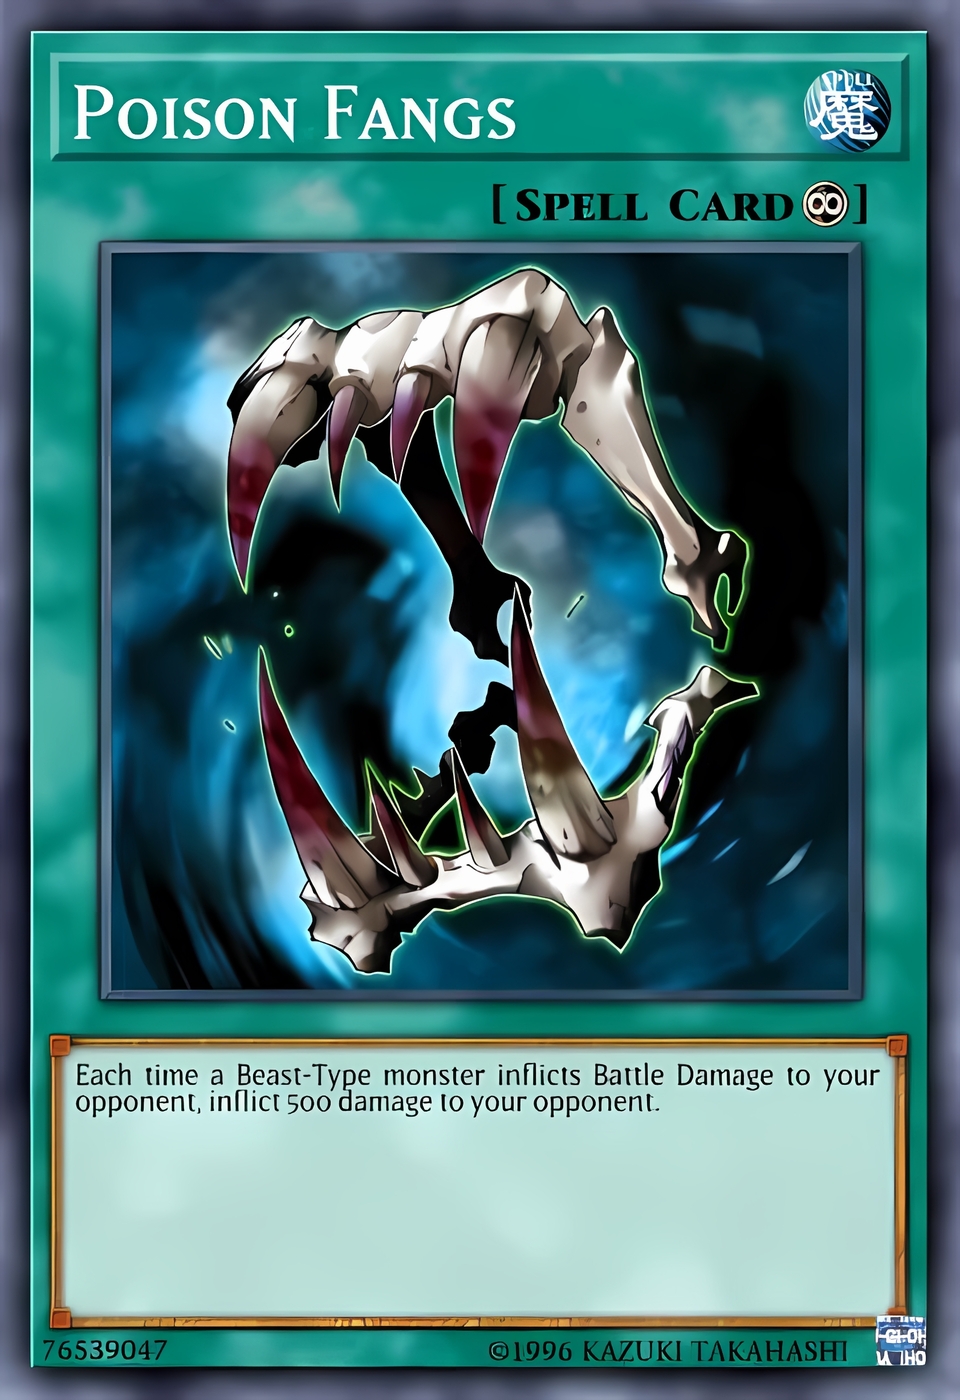 Poison Fangs 魔
[Spell Card]
Each time a Beast-Type monster inflicts Battle Damage to your
opponent, inflict 500 damage to your opponent.
76539047 ©1996 KAZUKI TAKAHASHI